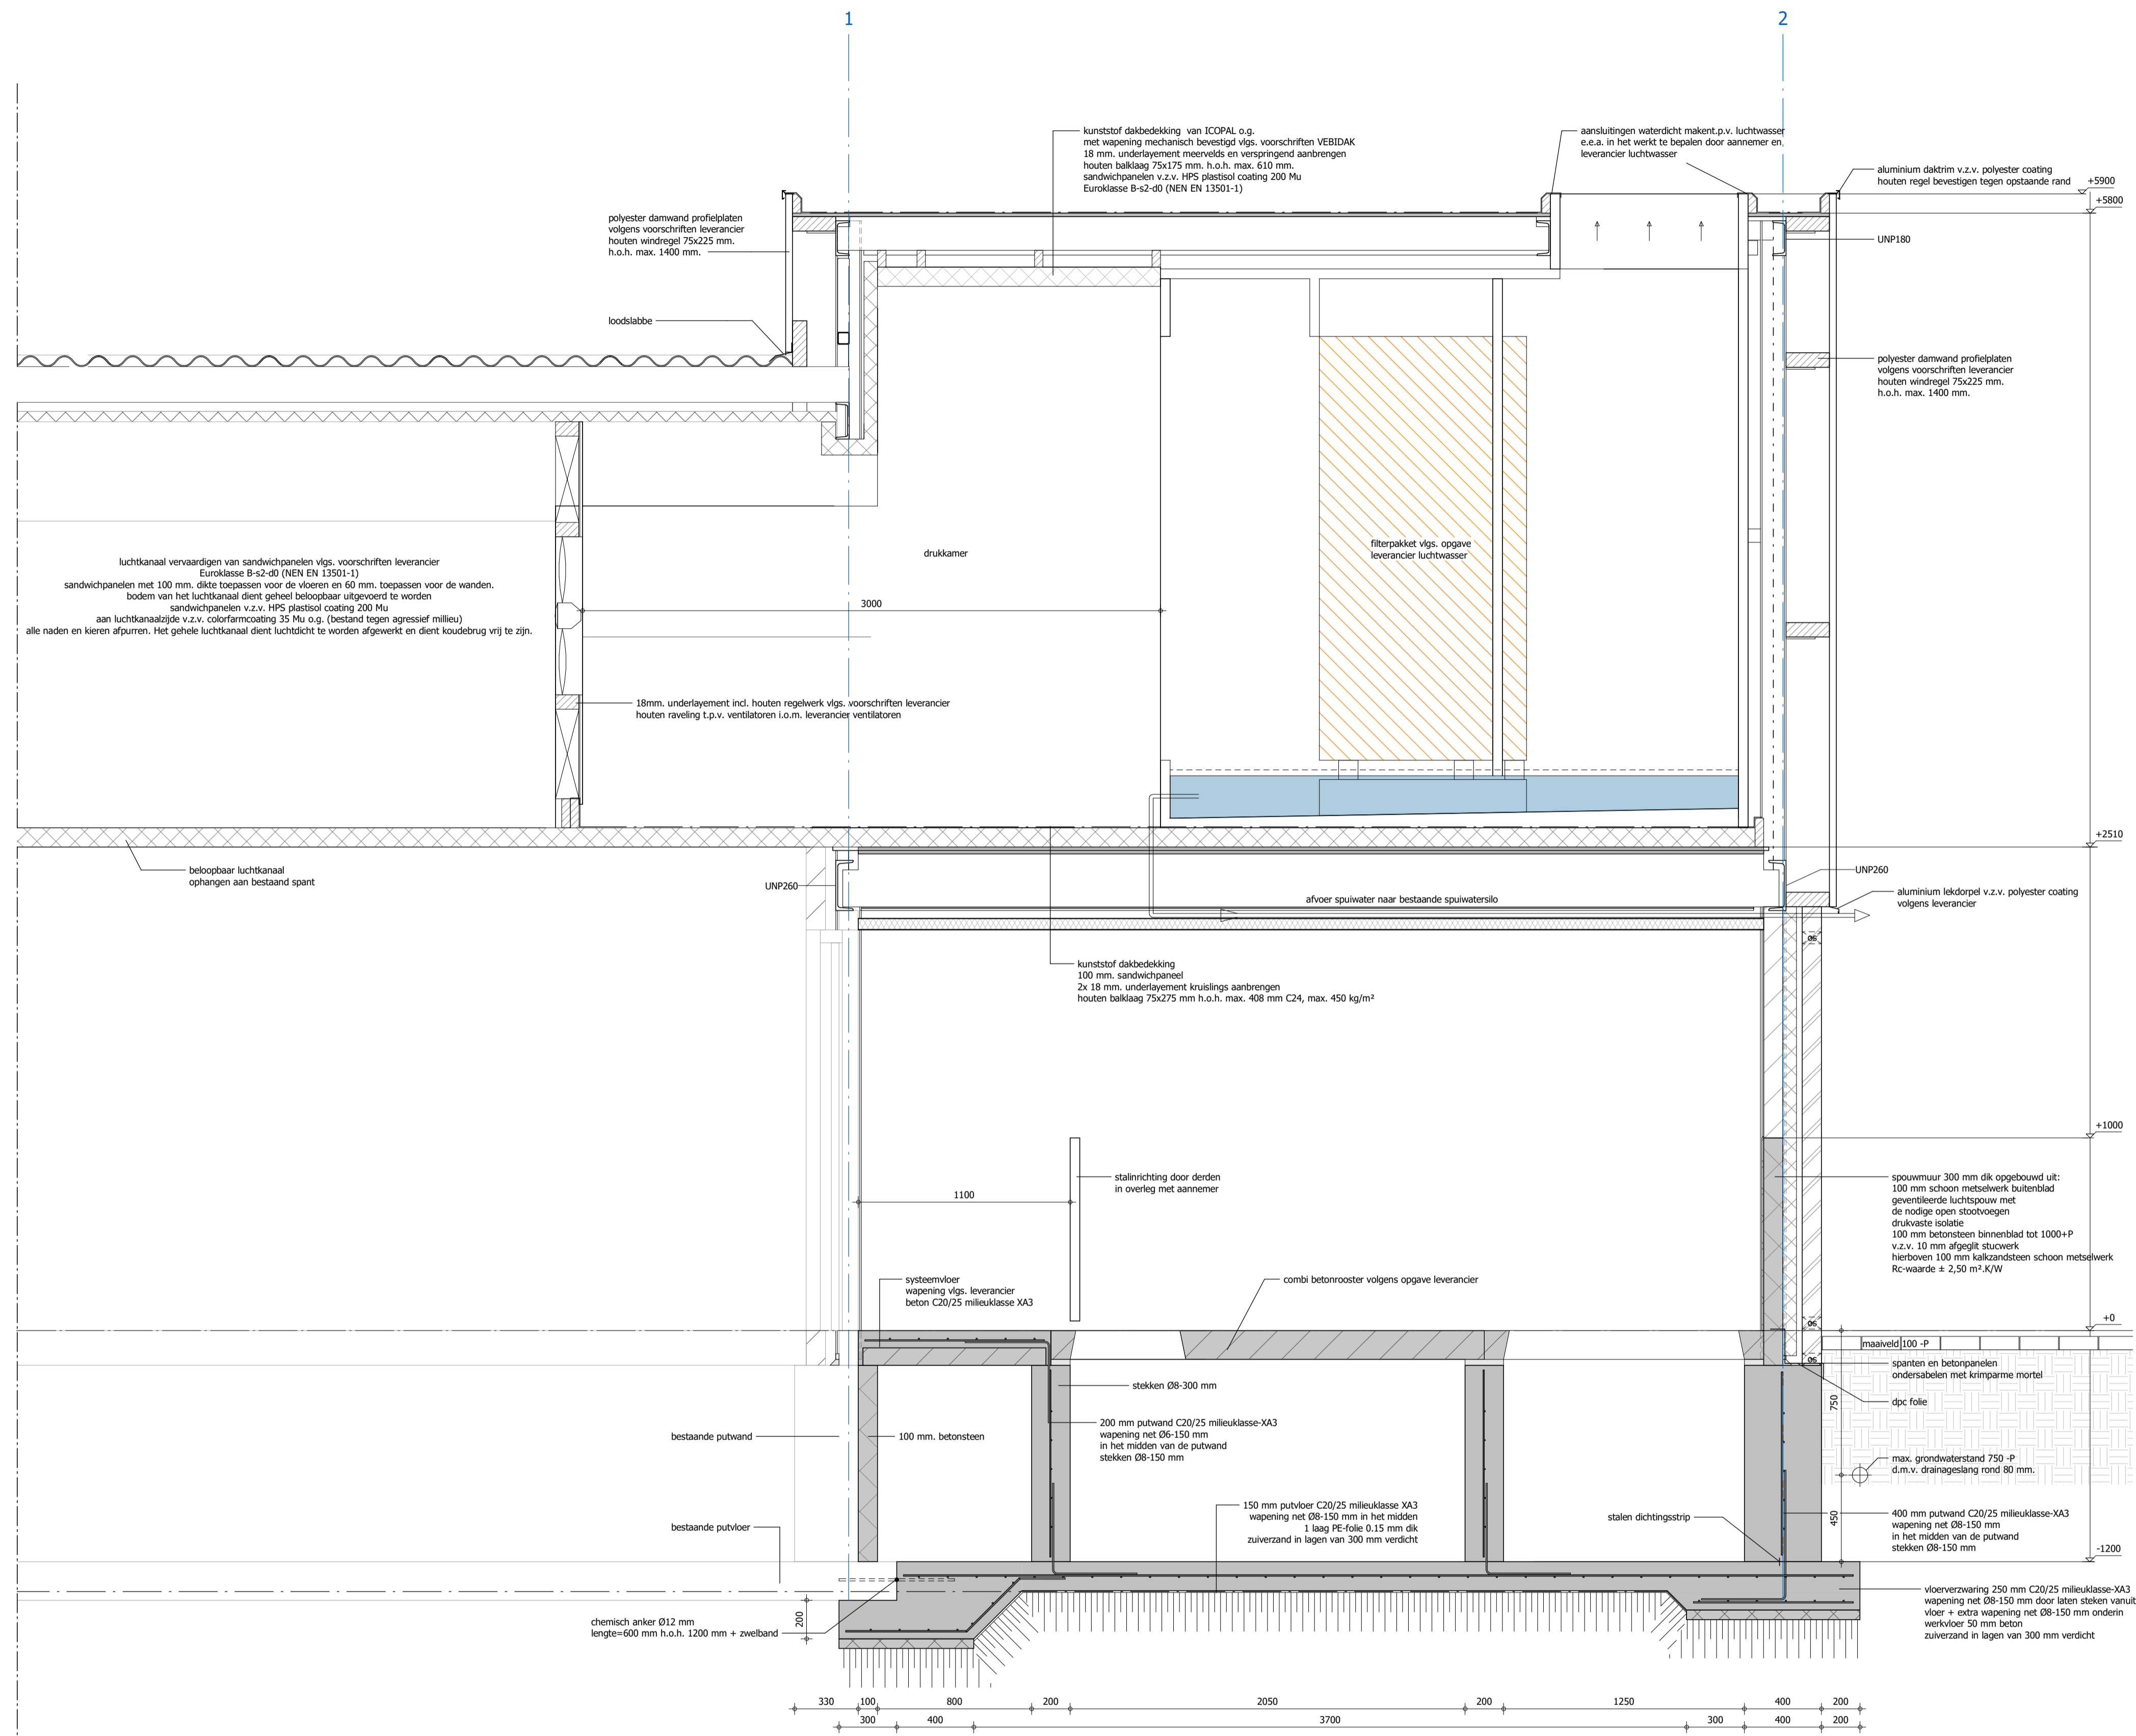 1
2
kunststof dakbedekking van ICOPAL o.g.
met wapening mechanisch bevestigd vlgs. voorschriften VEBIDAK
18 mm. underlayement meervelds en verspringend aanbrengen
houten balklaag 75x175 mm. h.o.h. max. 610 mm.
sandwichpanelen v.z.v. HPS plastisol coating 200 Mu
Euroklasse B-s2-d0 (NEN EN 13501-1)
aansluitingen waterdicht makent.p.v. luchtwasser
e.e.a. in het werkt te bepalen door aannemer en
leverancier luchtwasser
aluminium daktrim v.z.v. polyester coating
houten regel bevestigen tegen opstaande rand
+5900
+5800
polyester damwand profielplaten
volgens voorschriften leverancier
houten windregel 75x225 mm.
h.o.h. max. 1400 mm.
UNP180
loodslabbe
polyester damwand profielplaten
volgens voorschriften leverancier
houten windregel 75x225 mm.
h.o.h. max. 1400 mm.
luchtkanaal vervaardigen van sandwichpanelen vlgs. voorschriften leverancier
Euroklasse B-s2-d0 (NEN EN 13501-1)
sandwichpanelen met 100 mm. dikte toepassen voor de vloeren en 60 mm. toepassen voor de wanden.
bodem van het luchtkanaal dient geheel beloopbaar uitgevoerd te worden
sandwichpanelen v.z.v. HPS plastisol coating 200 Mu
aan luchtkanaalzijde v.z.v. colorfarmcoating 35 Mu o.g. (bestand tegen agressief millieu)
alle naden en kieren afpurren. Het gehele luchtkanaal dient luchtdicht te worden afgewerkt en dient koudebrug vrij te zijn.
drukkamer
filterpakket vlgs. opgave
leverancier luchtwasser
3000
18mm. underlayement incl. houten regelwerk vlgs. voorschriften leverancier
houten raveling t.p.v. ventilatoren i.o.m. leverancier ventilatoren
+2510
beloopbaar luchtkanaal
ophangen aan bestaand spant
UNP260
UNP260
afvoer spuiwater naar bestaande spuiwatersilo
aluminium lekdorpel v.z.v. polyester coating
volgens leverancier
os
kunststof dakbedekking
100 mm. sandwichpaneel
2x 18 mm. underlayement kruislings aanbrengen
houten balklaag 75x275 mm h.o.h. max. 408 mm C24, max. 450 kg/m²
+1000
stalinrichting door derden
in overleg met aannemer
1100
spouwmuur 300 mm dik opgebouwd uit:
100 mm schoon metselwerk buitenblad
geventileerde luchtspouw met
de nodige open stootvoegen
drukvaste isolatie
100 mm betonsteen binnenblad tot 1000+P
v.z.v. 10 mm afgeglit stucwerk
hierboven 100 mm kalkzandsteen schoon metselwerk
Rc-waarde ± 2,50 m².K/W
systeemvloer
wapening vlgs. leverancier
beton C20/25 milieuklasse XA3
combi betonrooster volgens opgave leverancier
+0
os
maaiveld 100 -P
os
spanten en betonpanelen
ondersabelen met krimparme mortel
stekken Ø8-300 mm
dpc folie
750
200 mm putwand C20/25 milieuklasse-XA3
wapening net Ø6-150 mm
in het midden van de putwand
stekken Ø8-150 mm
bestaande putwand
100 mm. betonsteen
max. grondwaterstand 750 -P
d.m.v. drainageslang rond 80 mm.
150 mm putvloer C20/25 milieuklasse XA3
wapening net Ø8-150 mm in het midden
1 laag PE-folie 0.15 mm dik
zuiverzand in lagen van 300 mm verdicht
bestaande putvloer
stalen dichtingsstrip
450
400 mm putwand C20/25 milieuklasse-XA3
wapening net Ø8-150 mm
in het midden van de putwand
stekken Ø8-150 mm
-1200
vloerverzwaring 250 mm C20/25 milieuklasse-XA3
wapening net Ø8-150 mm door laten steken vanuit
vloer + extra wapening net Ø8-150 mm onderin
werkvloer 50 mm beton
zuiverzand in lagen van 300 mm verdicht
chemisch anker Ø12 mm
lengte=600 mm h.o.h. 1200 mm + zwelband
200
330 100 800 200 2050 200 1250 400 200
300 400 3700 300 400 200